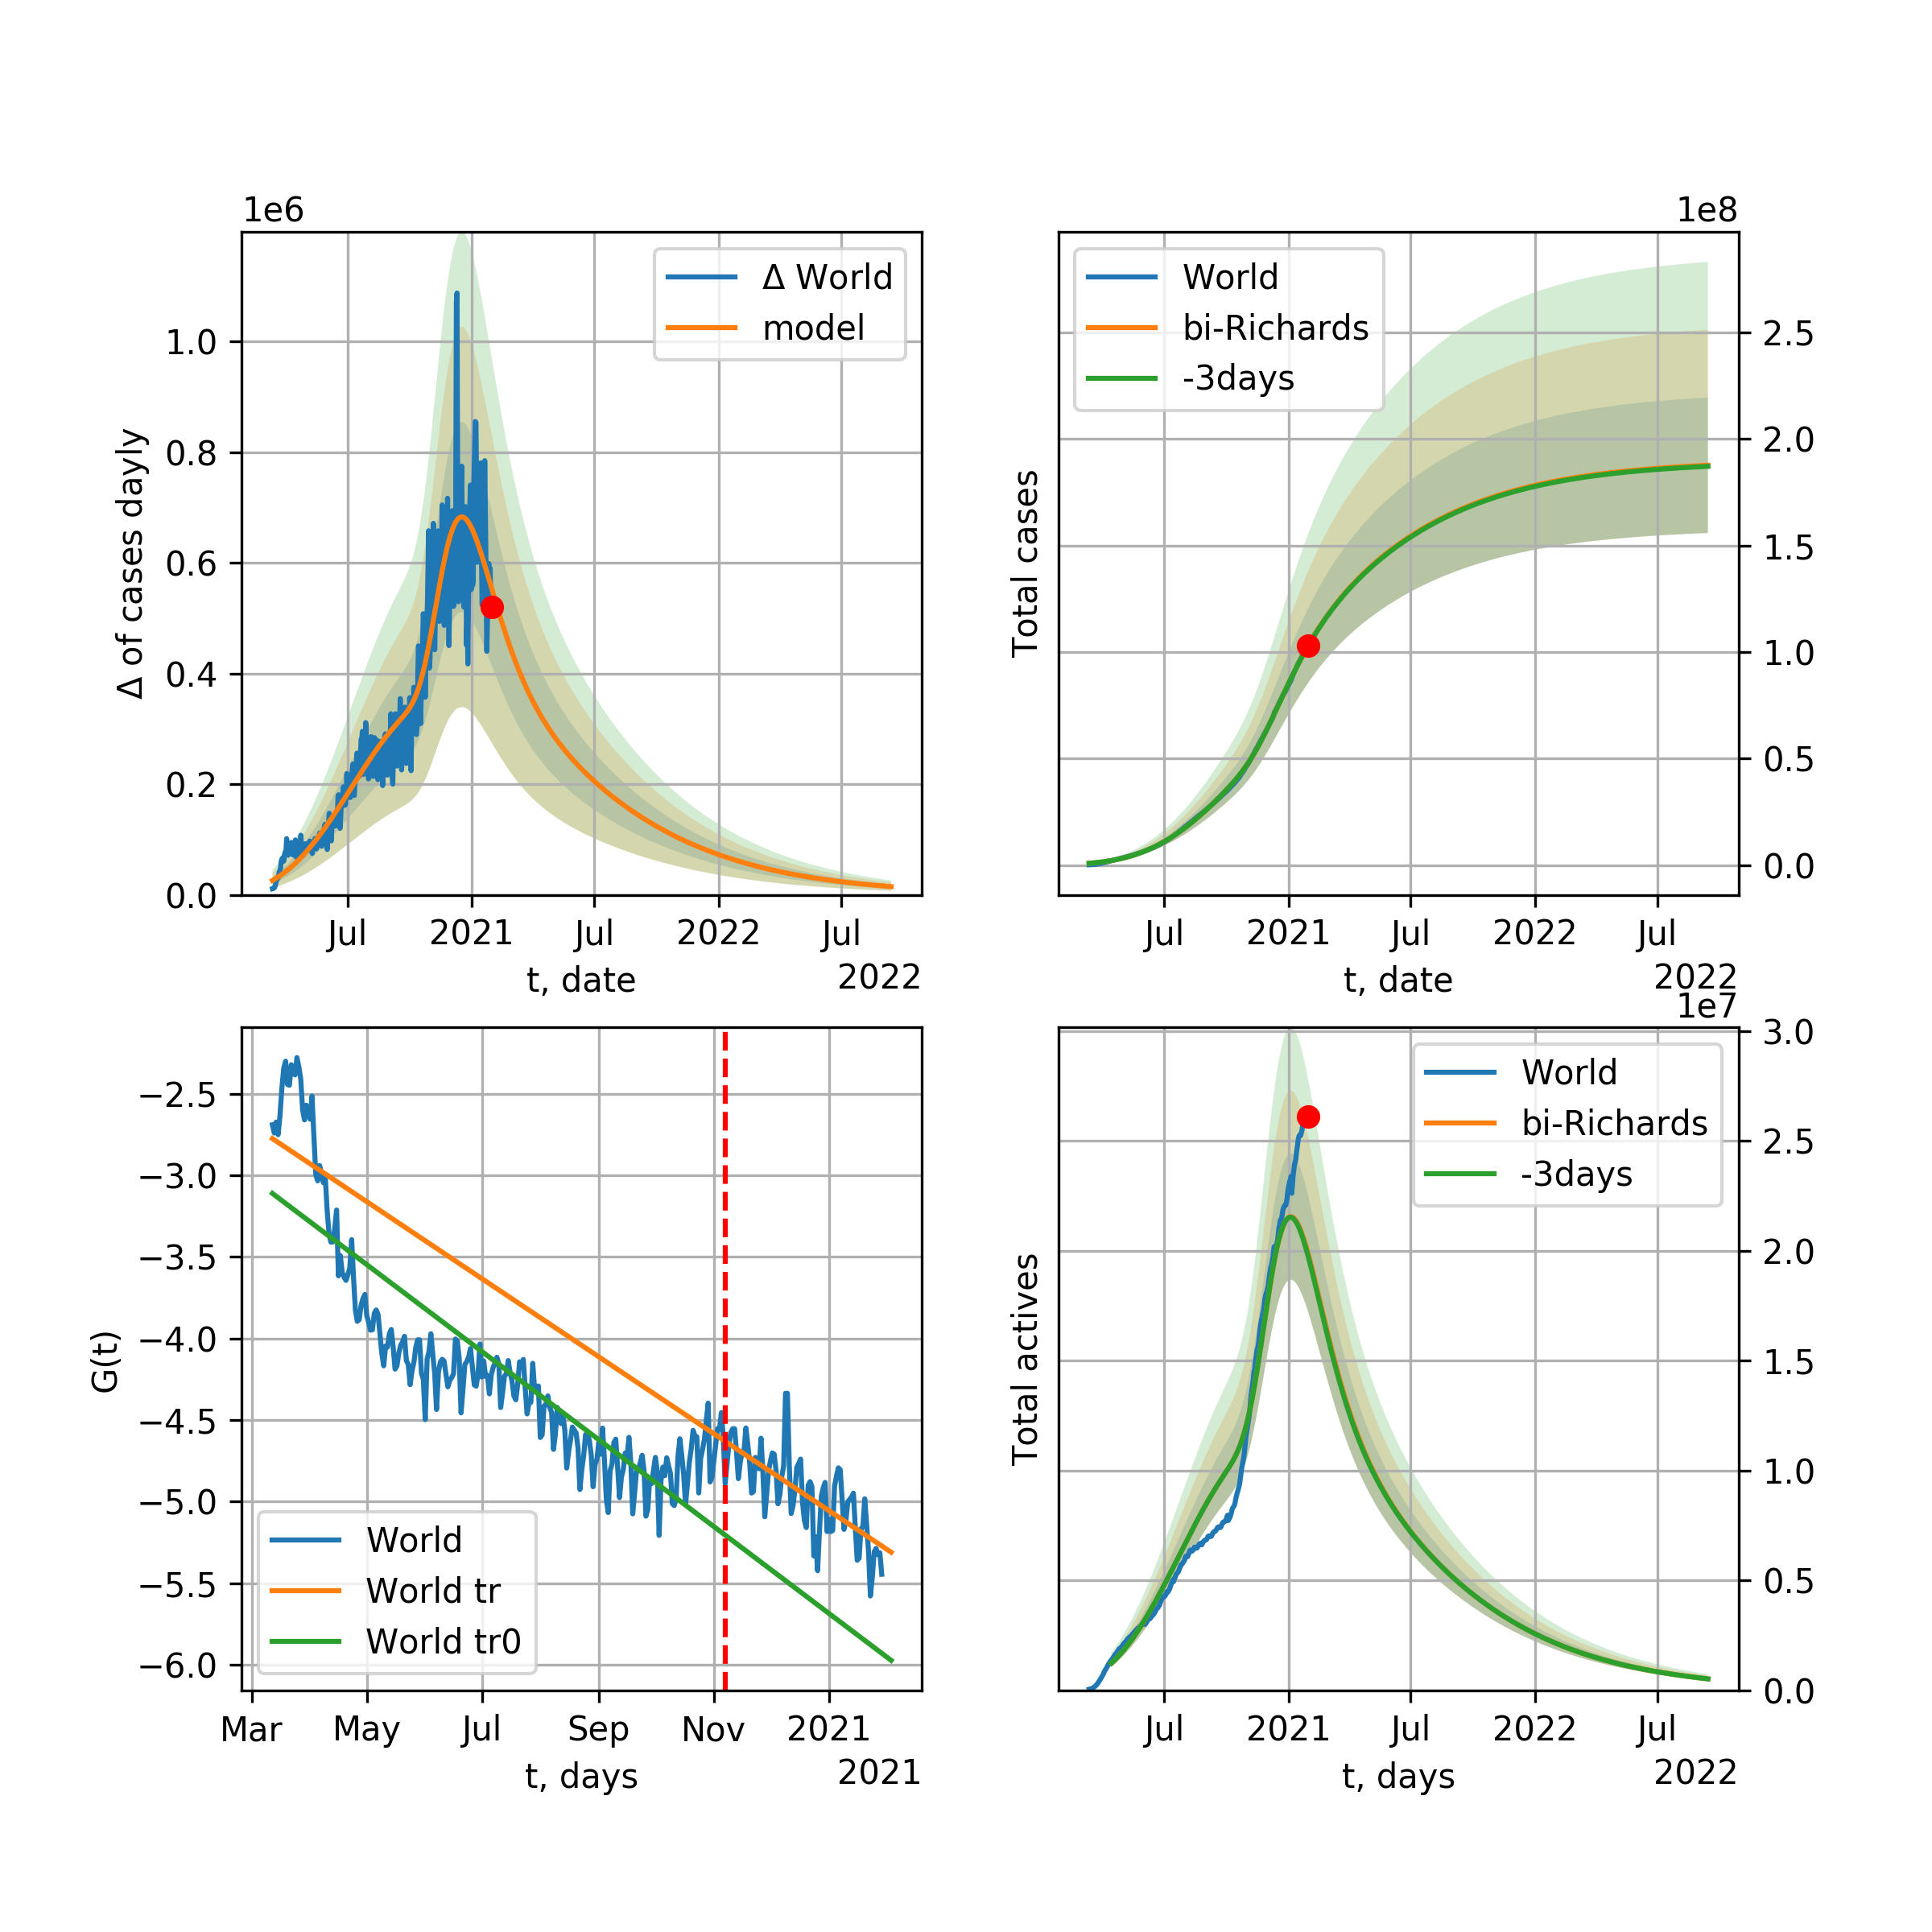 1e6
Δ of cases dayly
1.0
0.8
0.6
0.4
0.2
0.0
Δ World
model
Jul
2021
Jul
2022
Jul
t, date
2022
1e8
Total cases
World
bi-Richards
-3days
2.5
2.0
1.5
1.0
0.5
0.0
Jul
2021
Jul
2022
Jul
t, date
2022
G(t)
−2.5
−3.0
−3.5
−4.0
−4.5
−5.0
−5.5
−6.0
World
World tr
World tr0
Mar
May
Jul
Sep
Nov
2021
t, days
2021
1e7
Total actives
World
bi-Richards
-3days
3.0
2.5
2.0
1.5
1.0
0.5
0.0
Jul
2021
Jul
2022
Jul
t, days
2022